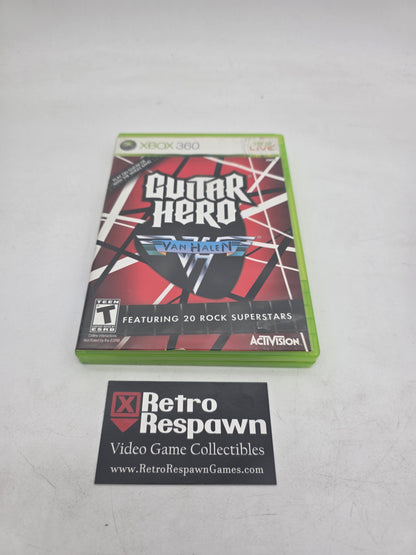 XBOX 360
LIVE
GUITAR
HERO
VAN HALEN
TEEN
T
ESRB
FEATURING 20 ROCK SUPERSTARS
ACTIVISION
Retro
Respawn
Video Game Collectibles
www.RetroRespawnGames.com